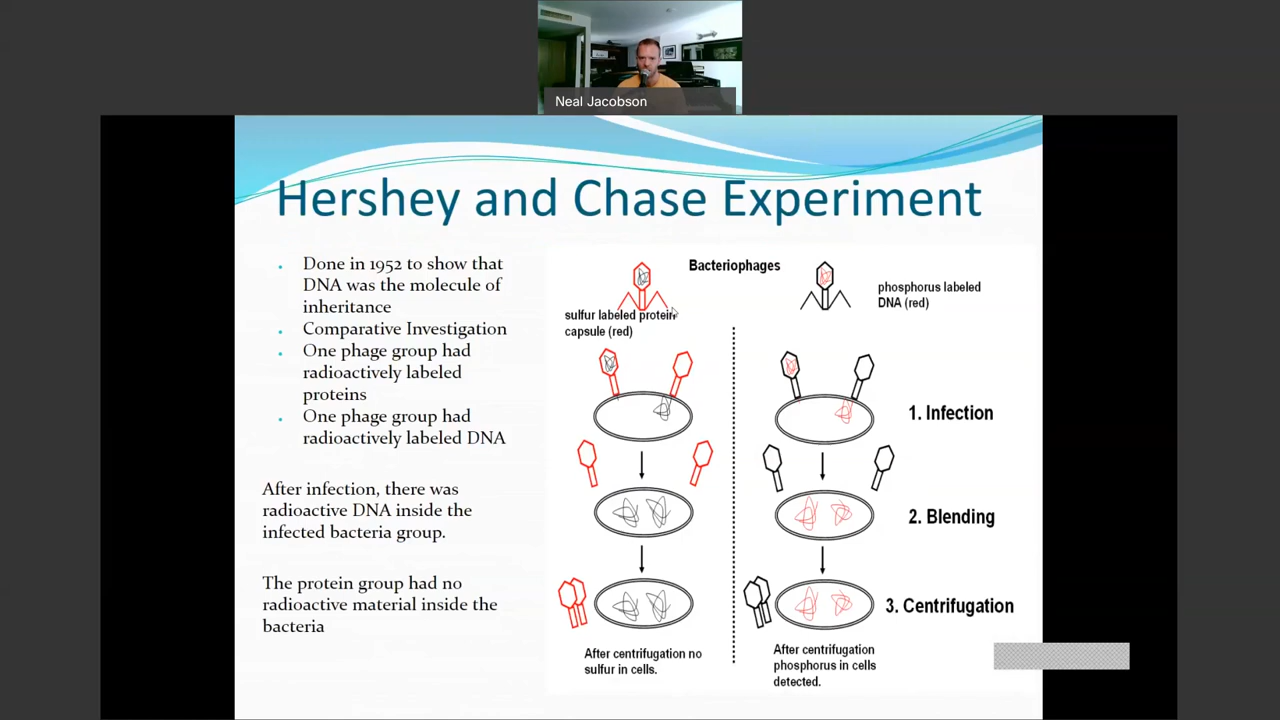 Neal Jacobson
Hershey and Chase Experiment
• Done in 1952 to show that
DNA was the molecule of
inheritance
• Comparative Investigation
• One phage group had
radioactively labeled
proteins
• One phage group had
radioactively labeled DNA
After infection, there was
radioactive DNA inside the
infected bacteria group.
The protein group had no
radioactive material inside the
bacteria
Bacteriophages
sulfur labeled protein
capsule (red)
phosphorus labeled
DNA (red)
1. Infection
2. Blending
3. Centrifugation
After centrifugation no
sulfur in cells.
After centrifugation
phosphorus in cells
detected.